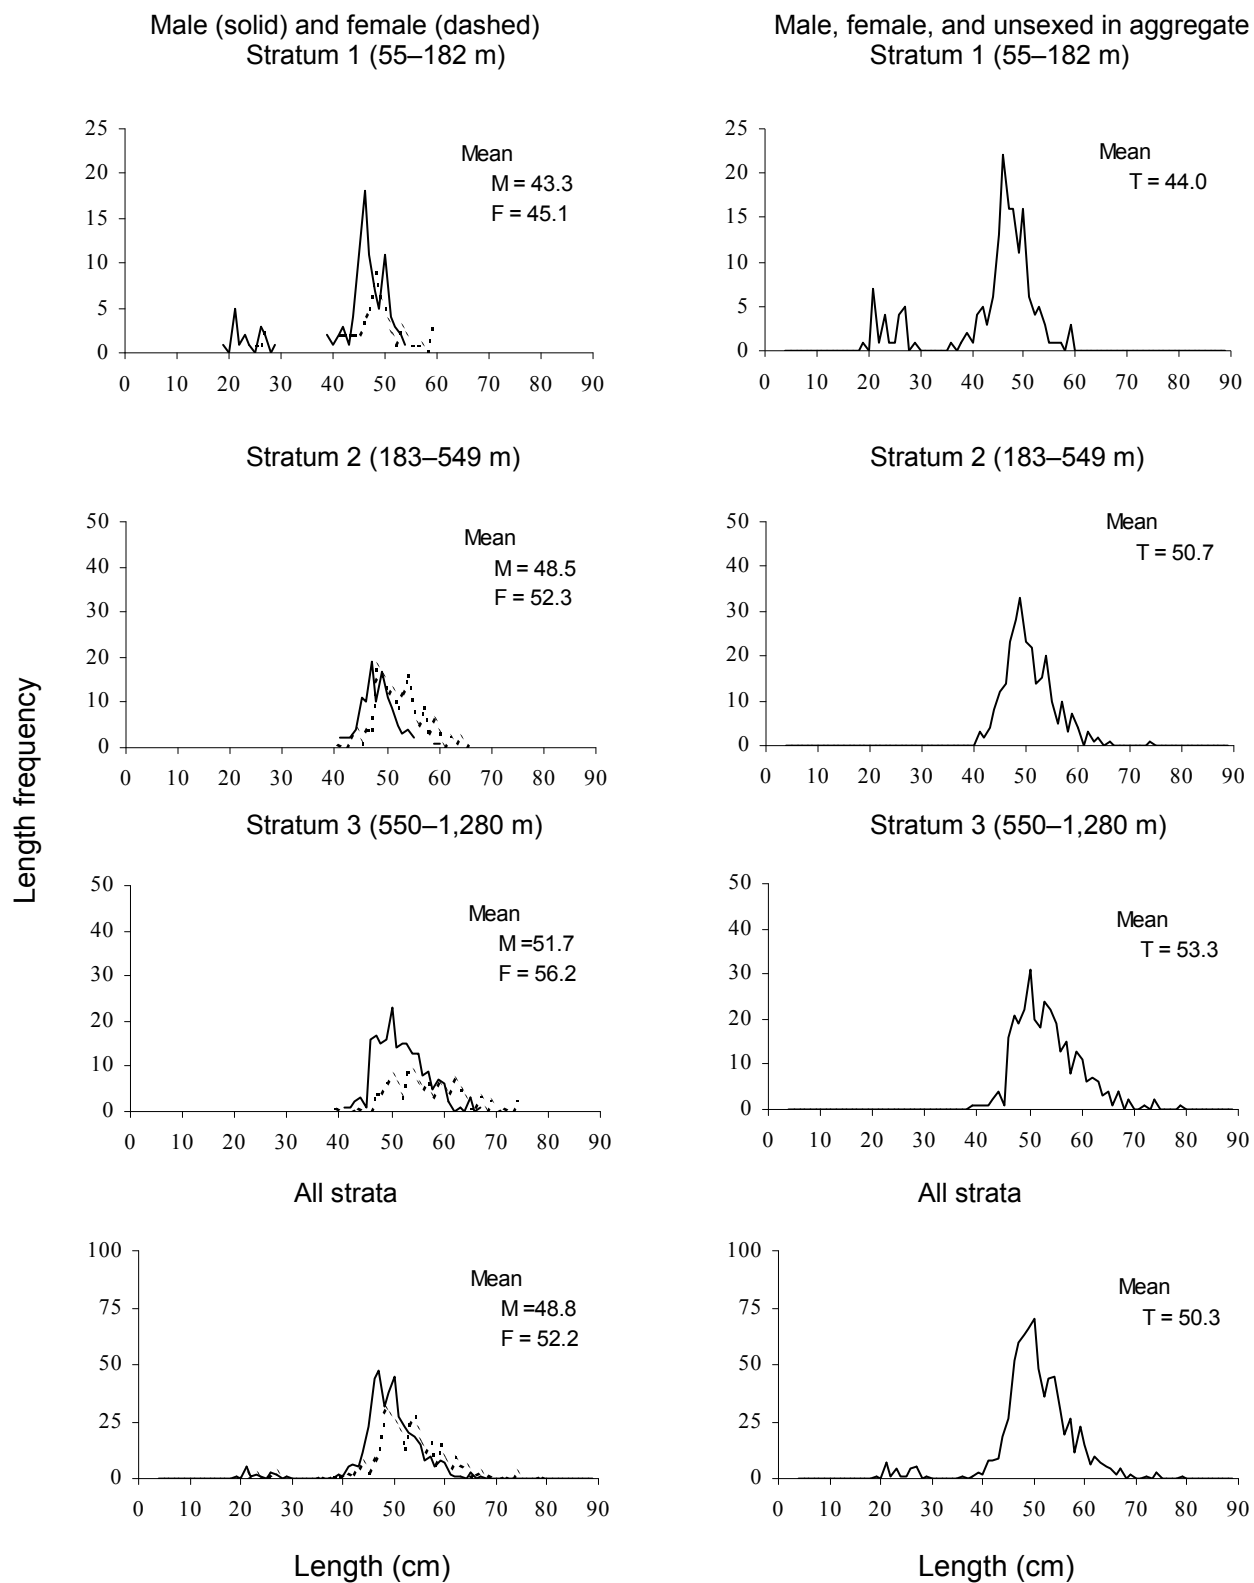 Male (solid) and female (dashed)
Stratum 1 (55–182 m)
25
20
15
10
5
0
0 10 20 30 40 50 60 70 80 90
Mean
M = 43.3
F = 45.1
Male, female, and unsexed in aggregate
Stratum 1 (55–182 m)
25
20
15
10
5
0
0 10 20 30 40 50 60 70 80 90
Mean
T = 44.0
Length frequency
Stratum 2 (183–549 m)
50
40
30
20
10
0
0 10 20 30 40 50 60 70 80 90
Mean
M = 48.5
F = 52.3
Stratum 2 (183–549 m)
50
40
30
20
10
0
0 10 20 30 40 50 60 70 80 90
Mean
T = 50.7
Stratum 3 (550–1,280 m)
50
40
30
20
10
0
0 10 20 30 40 50 60 70 80 90
Mean
M =51.7
F = 56.2
Stratum 3 (550–1,280 m)
50
40
30
20
10
0
0 10 20 30 40 50 60 70 80 90
Mean
T = 53.3
All strata
100
75
50
25
0
0 10 20 30 40 50 60 70 80 90
Mean
M =48.8
F = 52.2
Length (cm)
All strata
100
75
50
25
0
0 10 20 30 40 50 60 70 80 90
Mean
T = 50.3
Length (cm)